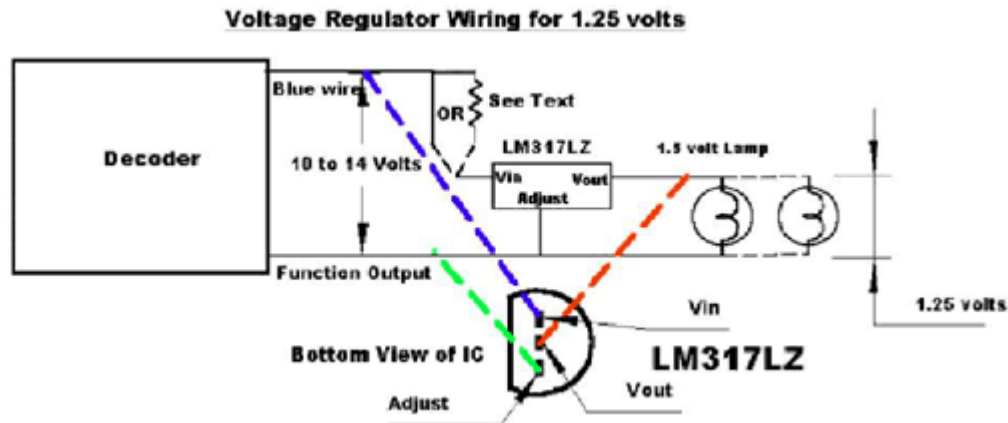 Voltage Regulator Wiring for 1.25 volts
Blue wire
OR
See Text
Decoder
10 to 14 Volts
LM317LZ
1.5 volt Lamp
Vin
Vout
Adjust
Function Output
1.25 volts
Vin
Bottom View of IC
LM317LZ
Vout
Adjust